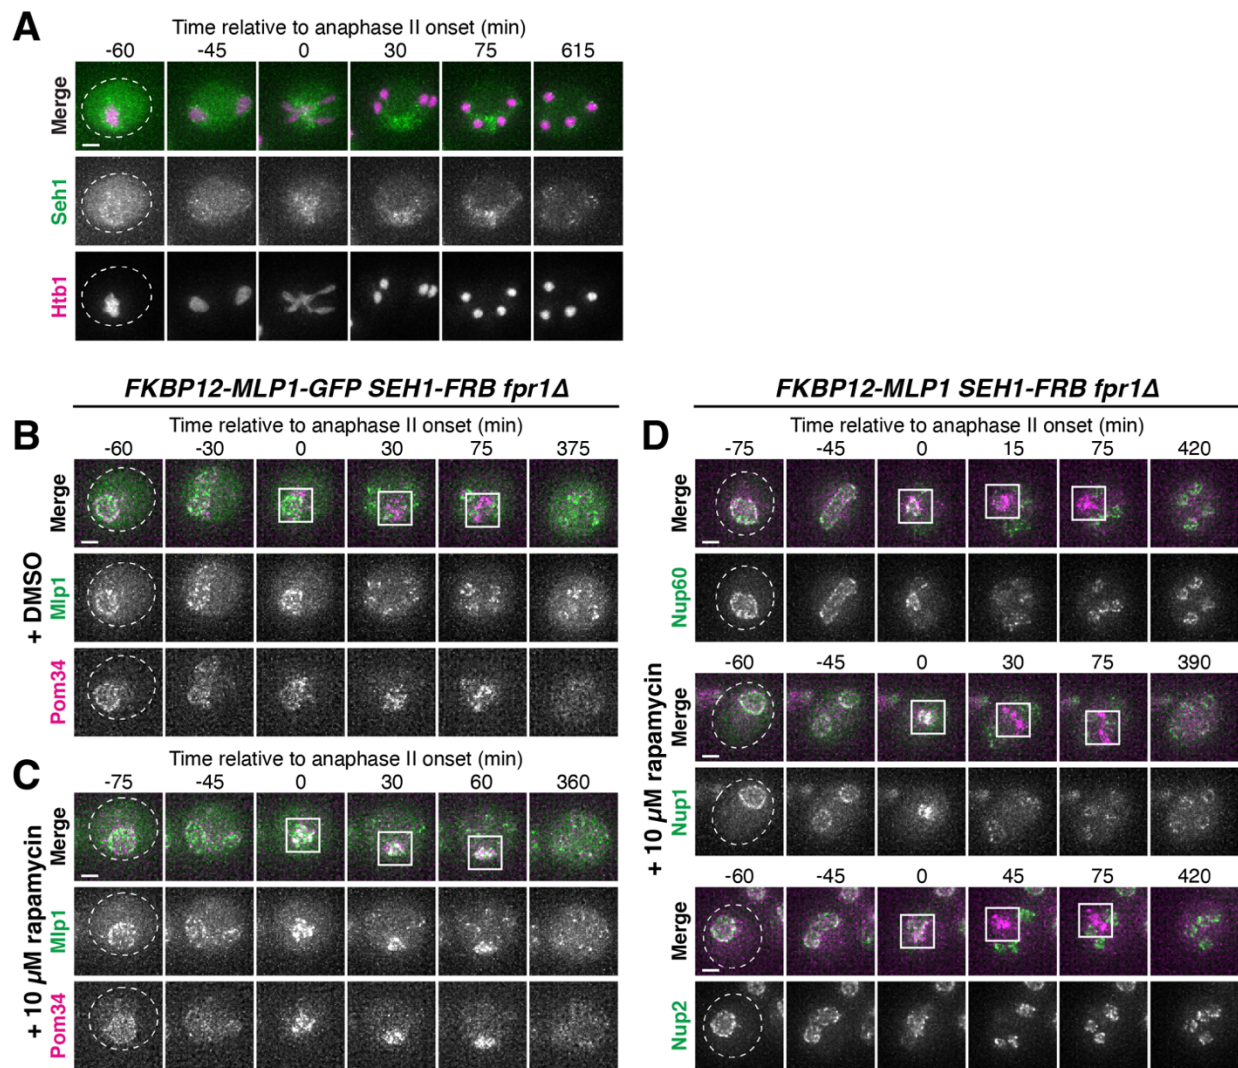 A
Time relative to anaphase II onset (min)
-60 -45 0 30 75 615
Merge
Seh1
Htb1
FKBP12-MLP1-GFP SEH1-FRB fpr1Δ
B
Time relative to anaphase II onset (min)
-60 -30 0 30 75 375
+ DMSO
Merge
Mlp1
Pom34
C
Time relative to anaphase II onset (min)
-75 -45 0 30 60 360
+ 10 µM rapamycin
Merge
Mlp1
Pom34
FKBP12-MLP1 SEH1-FRB fpr1Δ
D
Time relative to anaphase II onset (min)
-75 -45 0 15 75 420
+ 10 µM rapamycin
Merge
Nup60
-60 -45 0 30 75 390
Merge
Nup1
-60 -45 0 45 75 420
Merge
Nup2